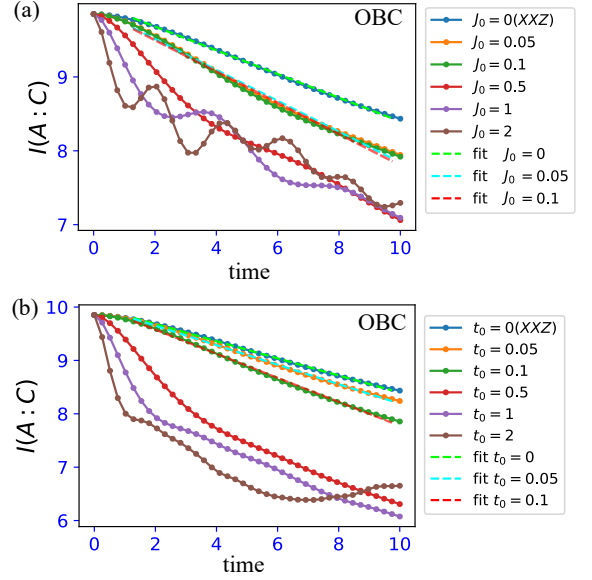 (a)
OBC
I(A : C)
9
8
7
0 2 4 6 8 10
time
J₀ = 0(XXZ)
J₀ = 0.05
J₀ = 0.1
J₀ = 0.5
J₀ = 1
J₀ = 2
fit J₀ = 0
fit J₀ = 0.05
fit J₀ = 0.1
(b)
OBC
I(A : C)
10
9
8
7
6
0 2 4 6 8 10
time
t₀ = 0(XXZ)
t₀ = 0.05
t₀ = 0.1
t₀ = 0.5
t₀ = 1
t₀ = 2
fit t₀ = 0
fit t₀ = 0.05
fit t₀ = 0.1